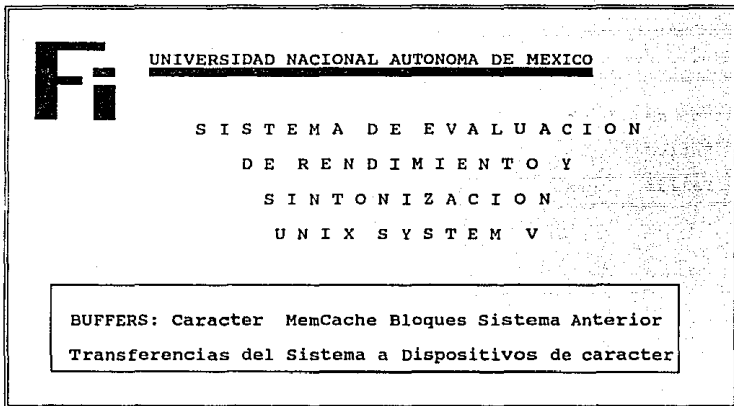 Fi
UNIVERSIDAD NACIONAL AUTONOMA DE MEXICO
S I S T E M A D E E V A L U A C I O N
D E R E N D I M I E N T O Y
S I N T O N I Z A C I O N
U N I X S Y S T E M V
BUFFERS: Caracter MemCache Bloques Sistema Anterior
Transferencias del Sistema a Dispositivos de caracter